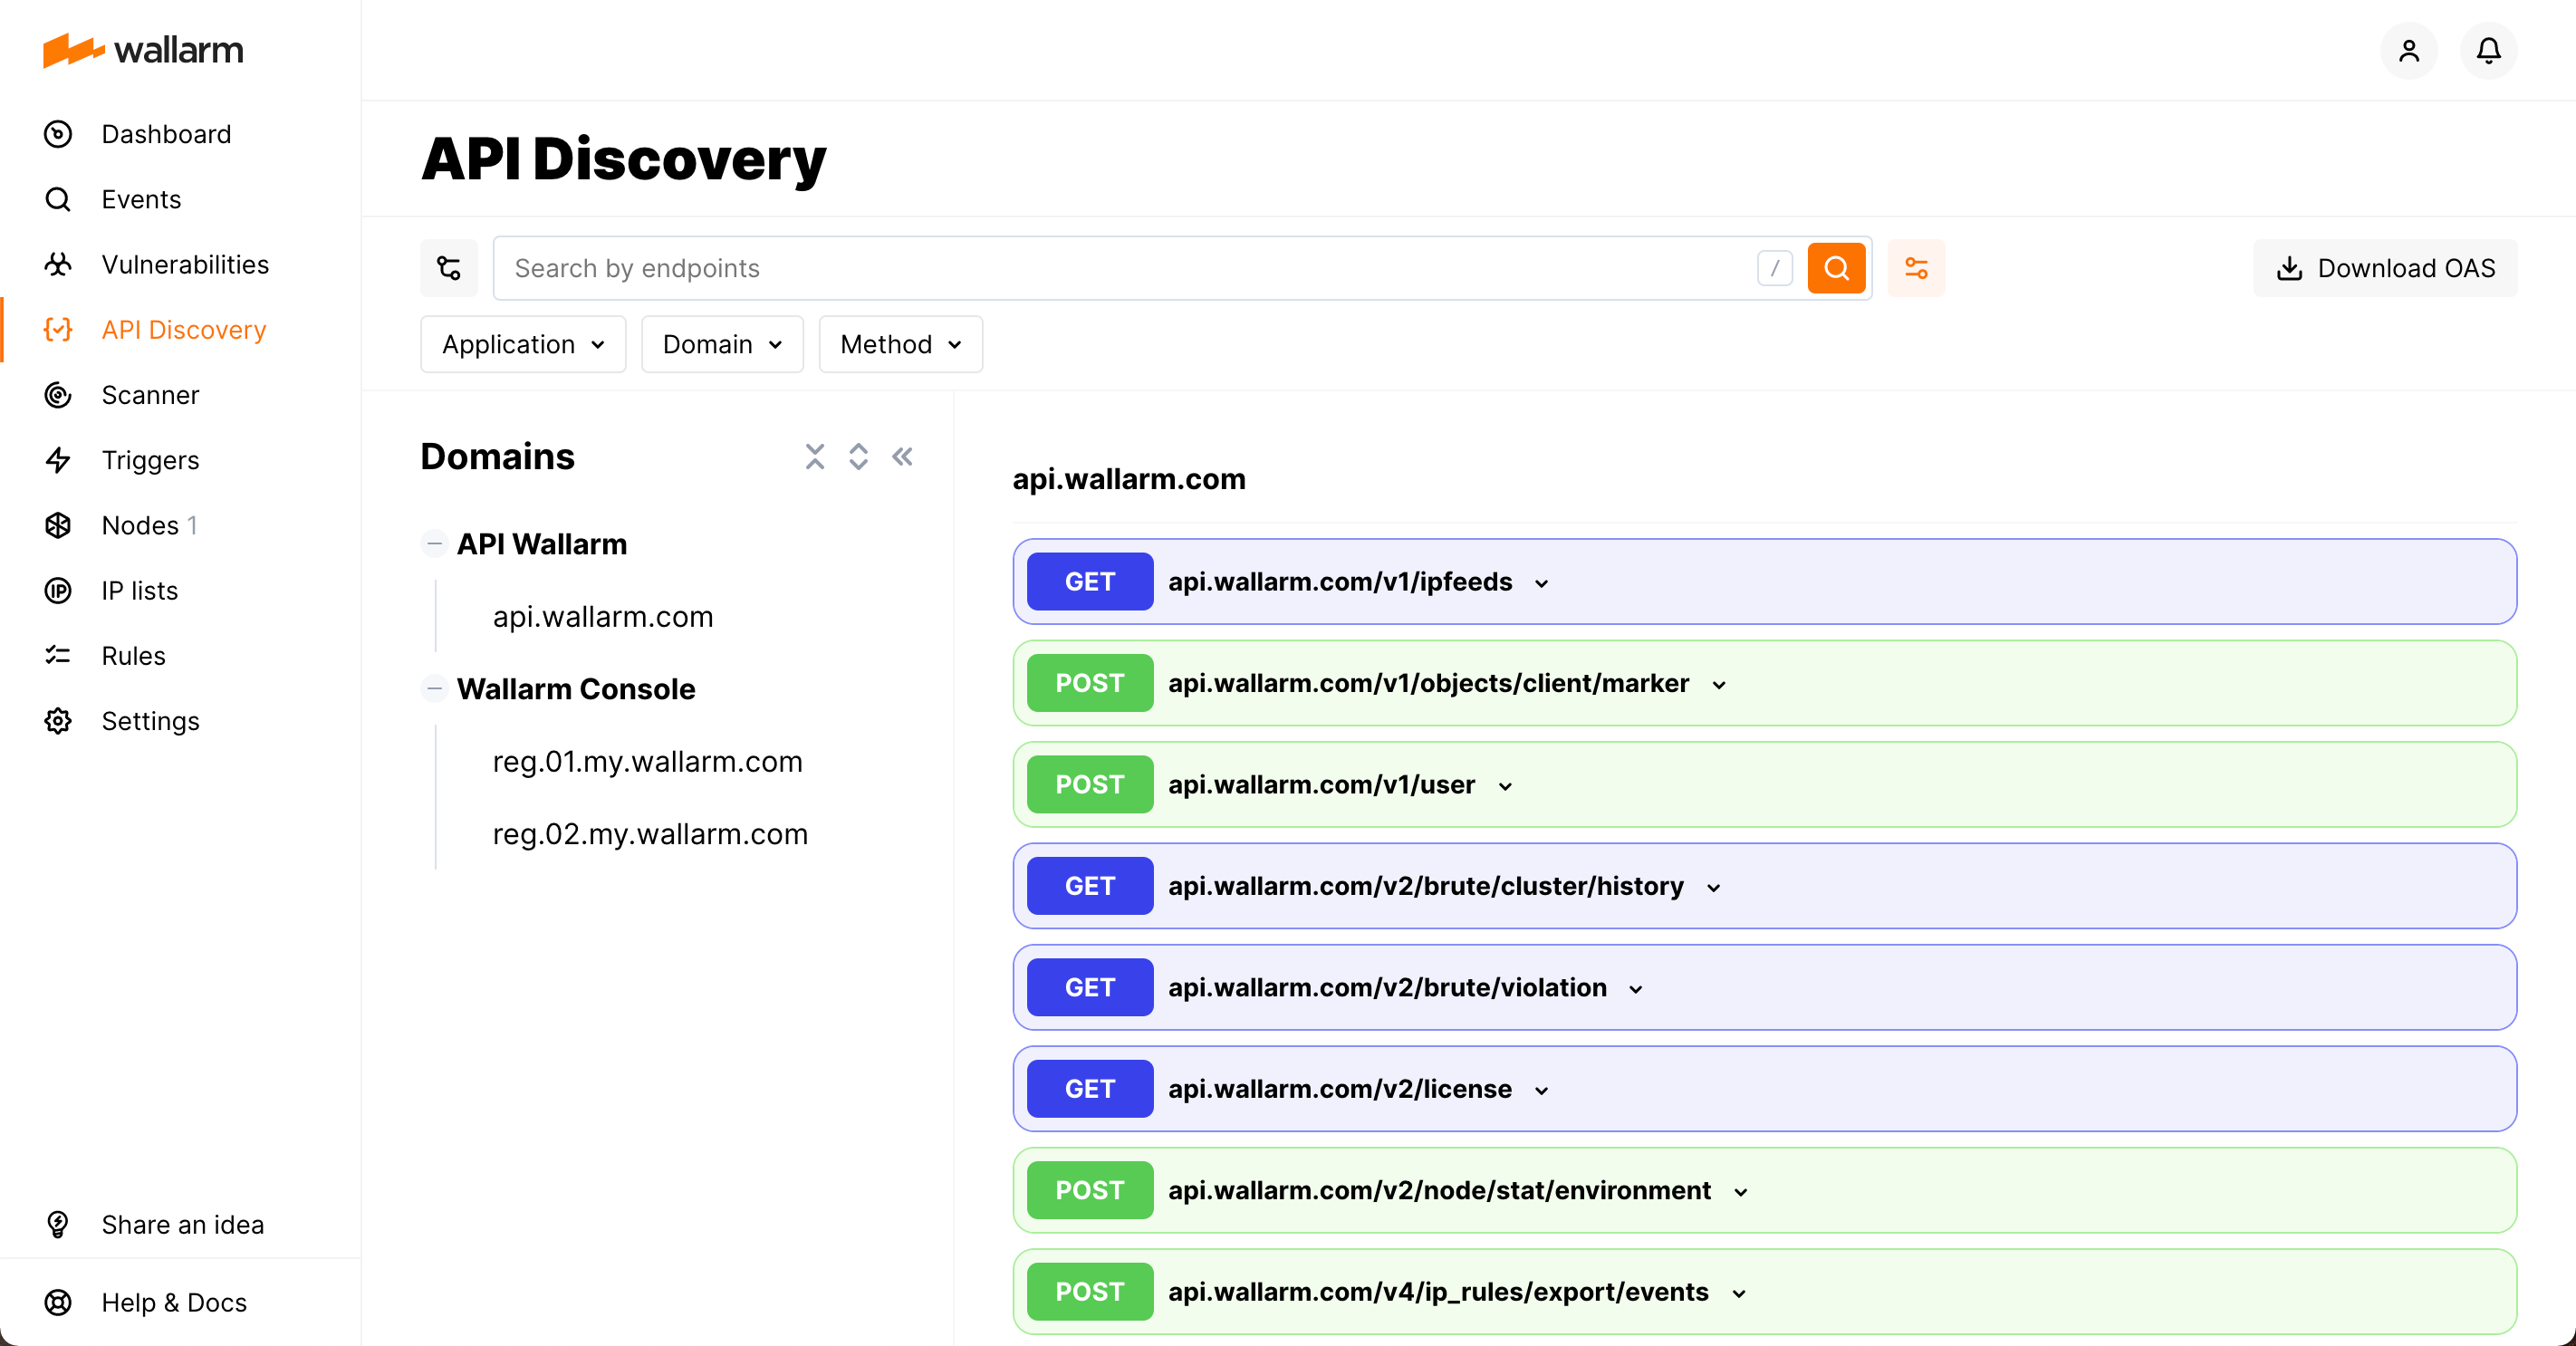 wallarm
Dashboard
Events
Vulnerabilities
API Discovery
Scanner
Triggers
Nodes 1
IP lists
Rules
Settings
Share an idea
Help & Docs
API Discovery
Search by endpoints
/
Download OAS
Application
Domain
Method
Domains
API Wallarm
api.wallarm.com
Wallarm Console
reg.01.my.wallarm.com
reg.02.my.wallarm.com
api.wallarm.com
GET api.wallarm.com/v1/ipfeeds
POST api.wallarm.com/v1/objects/client/marker
POST api.wallarm.com/v1/user
GET api.wallarm.com/v2/brute/cluster/history
GET api.wallarm.com/v2/brute/violation
GET api.wallarm.com/v2/license
POST api.wallarm.com/v2/node/stat/environment
POST api.wallarm.com/v4/ip_rules/export/events